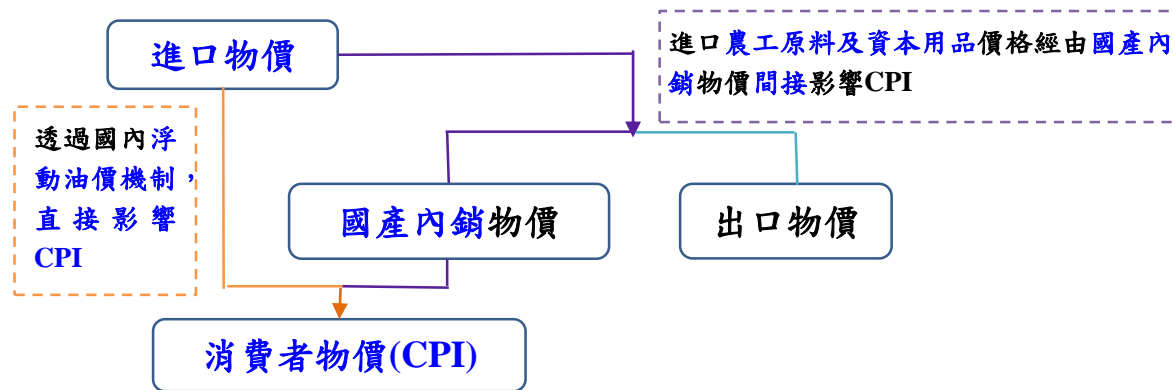 進口物價
進口農工原料及資本用品價格經由國產內
銷物價間接影響CPI
透過國內浮
動油價機制，
直接影響
CPI
國產內銷物價
出口物價
消費者物價(CPI)